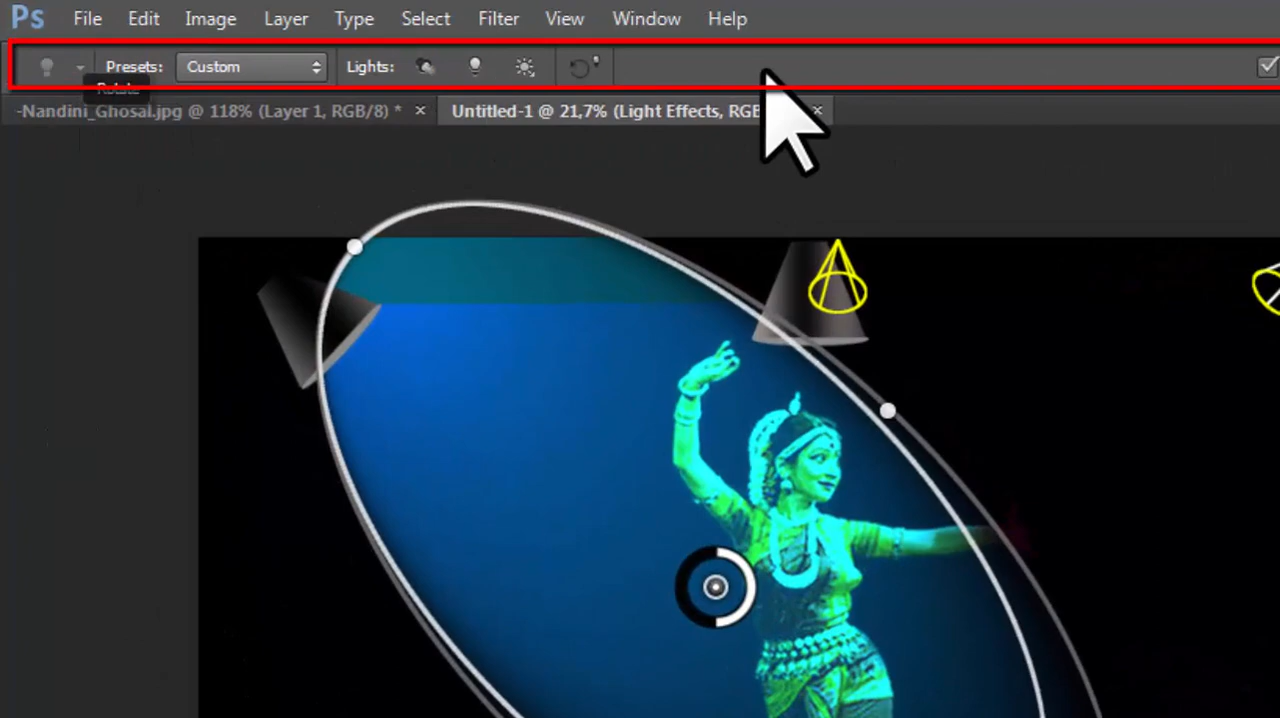 Ps File Edit Image Layer Type Select Filter View Window Help
Presets: Custom Lights:
Rotate
-Nandini_Ghosal.jpg @ 118% (Layer 1, RGB/8) * × Untitled-1 @ 21,7% (Light Effects, RGB ×